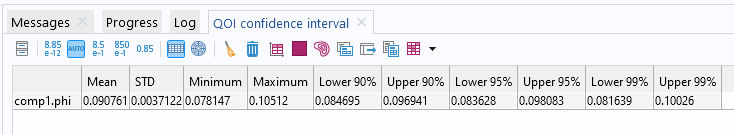 Messages Progress Log QOI confidence interval
8.85 e-12 AUTO 8.5 e-1 850 e-1 0.85
Mean STD Minimum Maximum Lower 90% Upper 90% Lower 95% Upper 95% Lower 99% Upper 99%
comp1.phi 0.090761 0.0037122 0.078147 0.10512 0.084695 0.096941 0.083628 0.098083 0.081639 0.10026